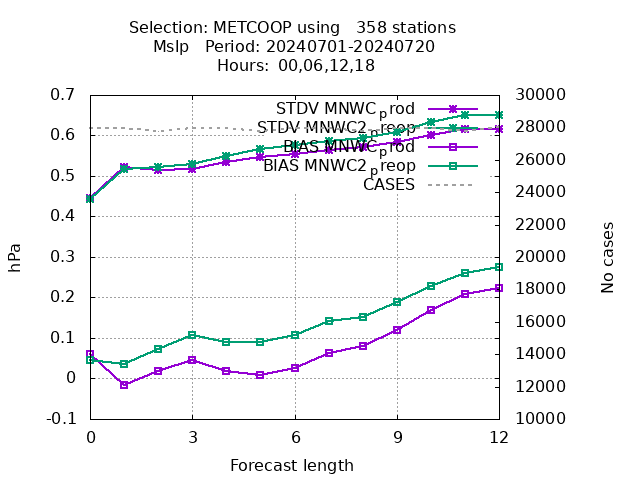 Selection: METCOOP using   358 stations
Mslp   Period: 20240701-20240720
Hours:  00,06,12,18
0.7
0.6
0.5
0.4
0.3
0.2
0.1
0
-0.1
30000
28000
26000
24000
22000
20000
18000
16000
14000
12000
10000
STDV MNWC_prod
STDV MNWC2_preop
BIAS MNWC_prod
BIAS MNWC2_preop
CASES
hPa
No cases
0 3 6 9 12
Forecast length